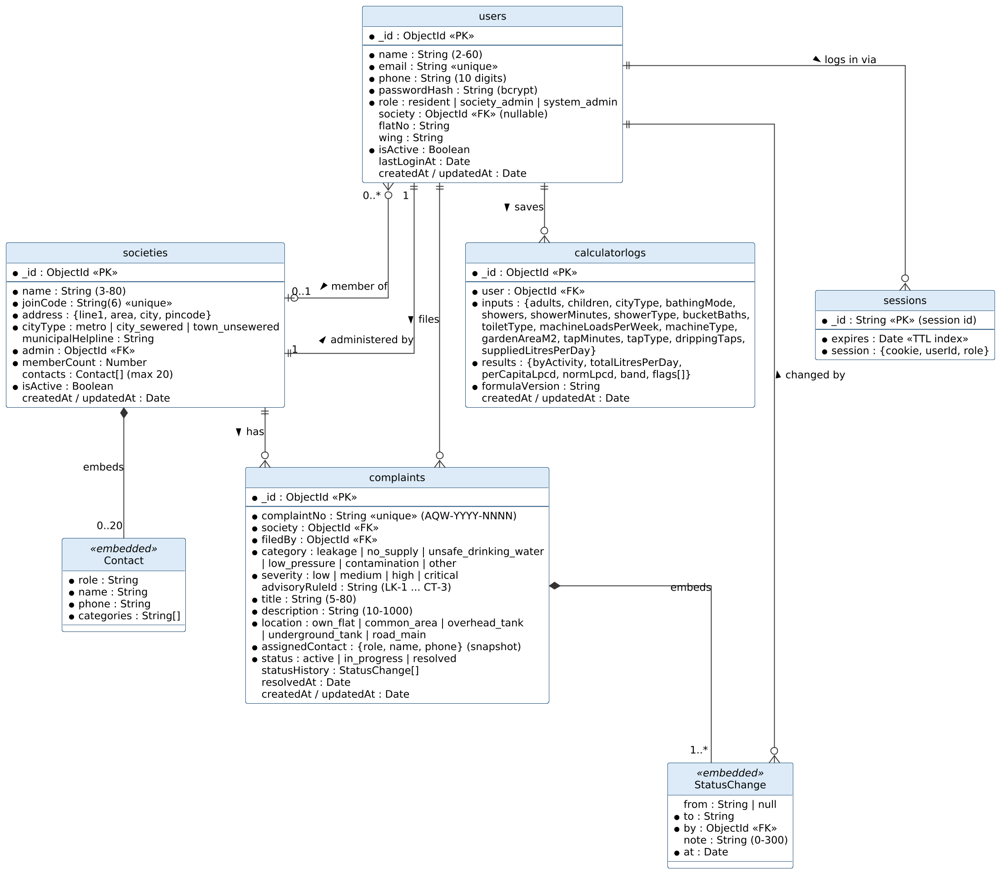 users
_id : ObjectId «PK»
name : String (2-60)
email : String «unique»
phone : String (10 digits)
passwordHash : String (bcrypt)
role : resident | society_admin | system_admin
society : ObjectId «FK» (nullable)
flatNo : String
wing : String
isActive : Boolean
lastLoginAt : Date
createdAt / updatedAt : Date
logs in via
0..*
1
saves
societies
_id : ObjectId «PK»
name : String (3-80)
joinCode : String(6) «unique»
address : {line1, area, city, pincode}
cityType : metro | city_sewered | town_unsewered
municipalHelpline : String
admin : ObjectId «FK»
memberCount : Number
contacts : Contact[] (max 20)
isActive : Boolean
createdAt / updatedAt : Date
0..1
member of
files
administered by
1
calculatorlogs
_id : ObjectId «PK»
user : ObjectId «FK»
inputs : {adults, children, cityType, bathingMode,
showers, showerMinutes, showerType, bucketBaths,
toiletType, machineLoadsPerWeek, machineType,
gardenAreaM2, tapMinutes, tapType, drippingTaps,
suppliedLitresPerDay}
results : {byActivity, totalLitresPerDay,
perCapitaLpcd, normLpcd, band, flags[]}
formulaVersion : String
createdAt / updatedAt : Date
sessions
_id : String «PK» (session id)
expires : Date «TTL index»
session : {cookie, userId, role}
changed by
has
embeds
0..20
complaints
_id : ObjectId «PK»
complaintNo : String «unique» (AQW-YYYY-NNNN)
society : ObjectId «FK»
filedBy : ObjectId «FK»
category : leakage | no_supply | unsafe_drinking_water
| low_pressure | contamination | other
severity : low | medium | high | critical
advisoryRuleId : String (LK-1 ... CT-3)
title : String (5-80)
description : String (10-1000)
location : own_flat | common_area | overhead_tank
| underground_tank | road_main
assignedContact : {role, name, phone} (snapshot)
status : active | in_progress | resolved
statusHistory : StatusChange[]
resolvedAt : Date
createdAt / updatedAt : Date
«embedded»
Contact
role : String
name : String
phone : String
categories : String[]
embeds
1..*
«embedded»
StatusChange
from : String | null
to : String
by : ObjectId «FK»
note : String (0-300)
at : Date